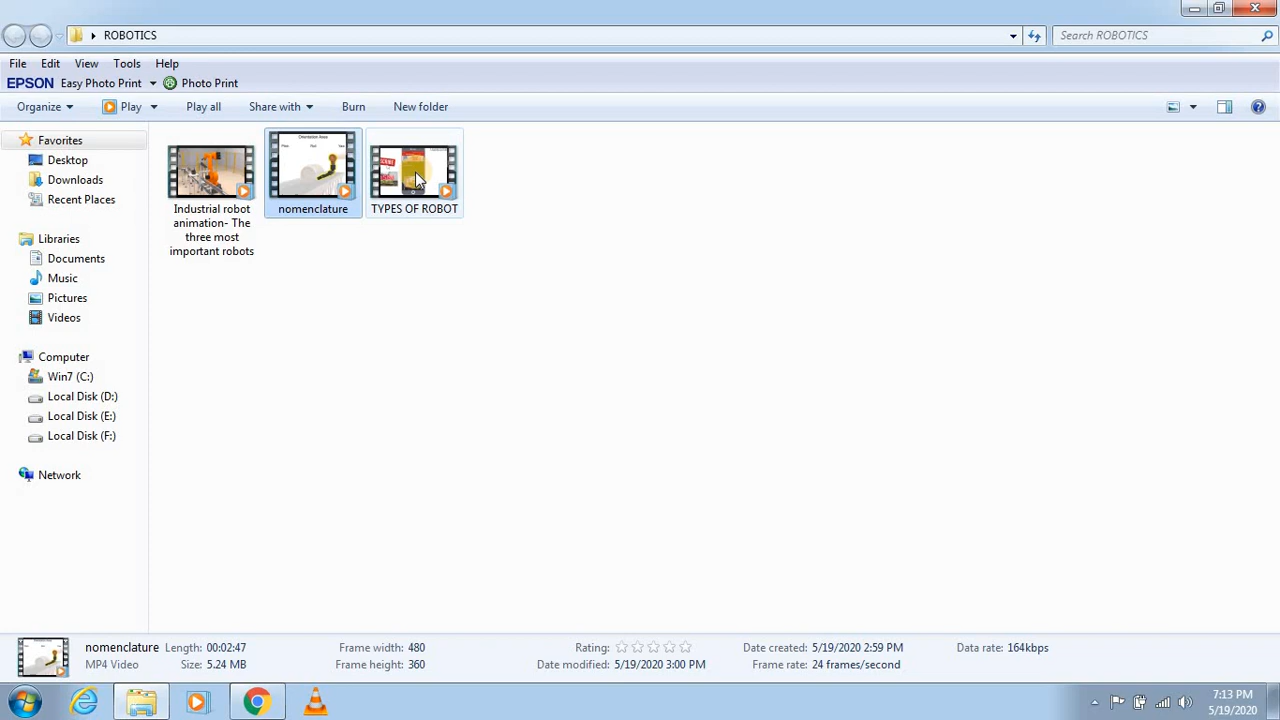 ROBOTICS
Search ROBOTICS
File Edit View Tools Help
EPSON Easy Photo Print Photo Print
Organize Play Play all Share with Burn New folder
Favorites
Desktop
Downloads
Recent Places
Libraries
Documents
Music
Pictures
Videos
Computer
Win7 (C:)
Local Disk (D:)
Local Disk (E:)
Local Disk (F:)
Network
Industrial robot
animation- The
three most
important robots
nomenclature
TYPES OF ROBOT
nomenclature Length: 00:02:47 Frame width: 480 Rating: Date created: 5/19/2020 2:59 PM Data rate: 164kbps
MP4 Video Size: 5.24 MB Frame height: 360 Date modified: 5/19/2020 3:00 PM Frame rate: 24 frames/second
7:13 PM
5/19/2020